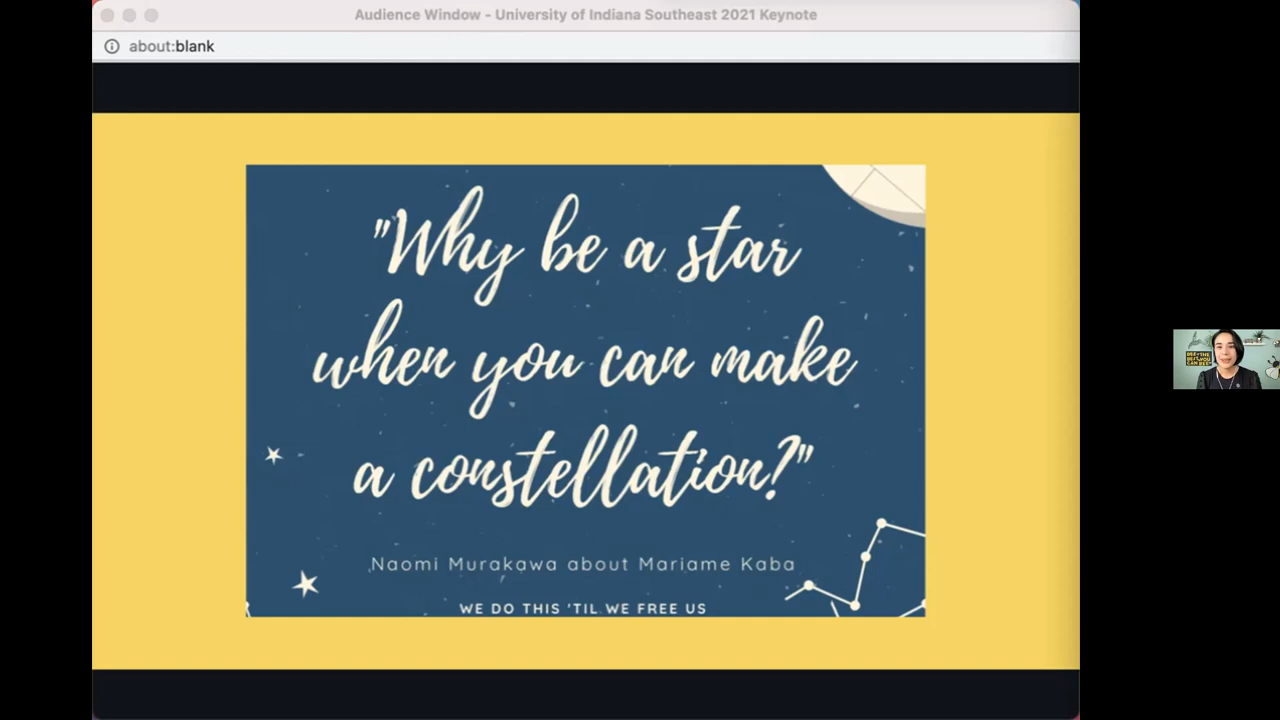 Audience Window - University of Indiana Southeast 2021 Keynote
about:blank
"Why be a star
when you can make
a constellation?"
Naomi Murakawa about Mariame Kaba
WE DO THIS 'TIL WE FREE US